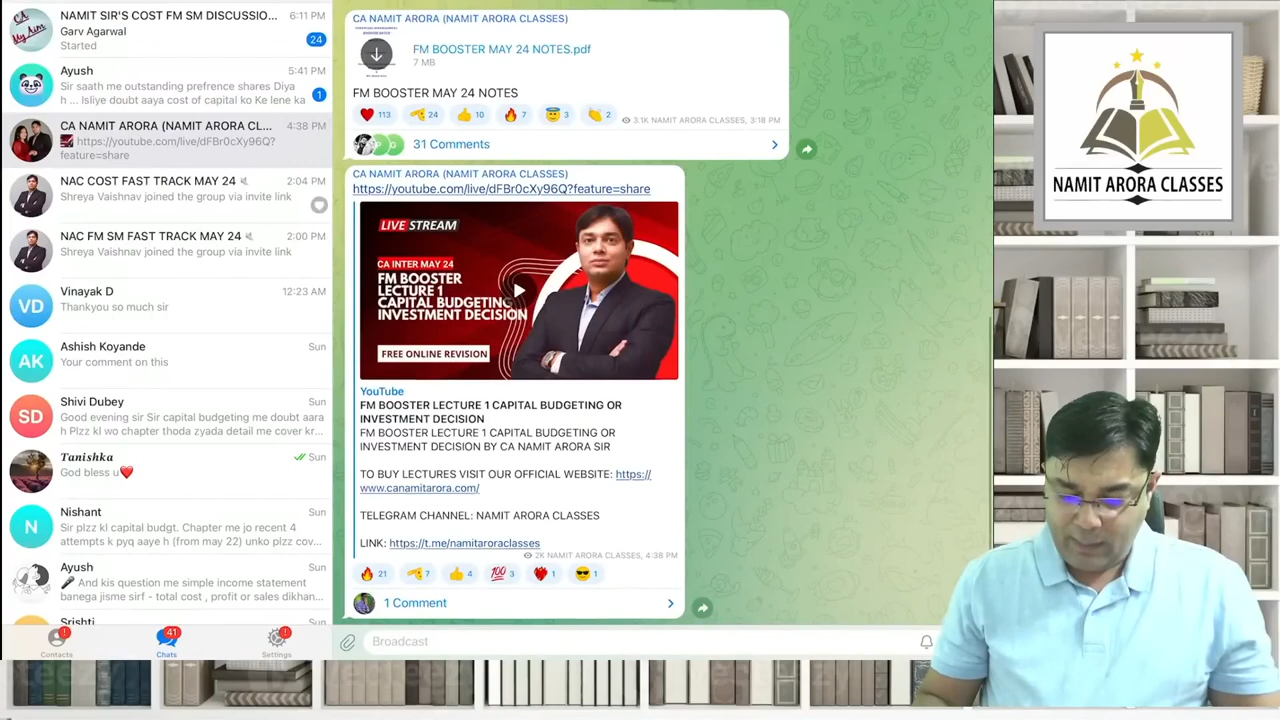 NAMIT SIR'S COST FM SM DISCUSSIO...
6:11 PM
Garv Agarwal
Started
24
Ayush
5:41 PM
Sir saath me outstanding prefrence shares Diya
h ... Isliye doubt aaya cost of capital ko Ke lene ka
1
CA NAMIT ARORA (NAMIT ARORA CL...
4:38 PM
https://youtube.com/live/dFBr0cXy96Q?
feature=share
NAC COST FAST TRACK MAY 24
2:04 PM
Shreya Vaishnav joined the group via invite link
NAC FM SM FAST TRACK MAY 24
2:00 PM
Shreya Vaishnav joined the group via invite link
VD
Vinayak D
12:23 AM
Thankyou so much sir
AK
Ashish Koyande
Sun
Your comment on this
SD
Shivi Dubey
Sun
Good evening sir Sir capital budgeting me doubt aara
h Plzz kl wo chapter thoda zyada detail me cover kr...
Tanishka
Sun
God bless u❤️
N
Nishant
Sun
Sir plzz kl capital budgt. Chapter me jo recent 4
attempts k pyq aaye h (from may 22) unko plzz cov...
Ayush
Sun
🎤 And kis question me simple income statement
banega jisme sirf - total cost , profit or sales dikhan...
Srishti
Sun
Contacts
41
Chats
Settings
CA NAMIT ARORA (NAMIT ARORA CLASSES)
FM BOOSTER MAY 24 NOTES.pdf
7 MB
FM BOOSTER MAY 24 NOTES
❤️ 113 24 👍 10 🔥 7 😇 3 👏 2
3.1K NAMIT ARORA CLASSES, 3:18 PM
31 Comments
CA NAMIT ARORA (NAMIT ARORA CLASSES)
https://youtube.com/live/dFBr0cXy96Q?feature=share
LIVE STREAM
CA INTER MAY 24
FM BOOSTER
LECTURE 1
CAPITAL BUDGETING
INVESTMENT DECISION
FREE ONLINE REVISION
YouTube
FM BOOSTER LECTURE 1 CAPITAL BUDGETING OR
INVESTMENT DECISION
FM BOOSTER LECTURE 1 CAPITAL BUDGETING OR
INVESTMENT DECISION BY CA NAMIT ARORA SIR
TO BUY LECTURES VISIT OUR OFFICIAL WEBSITE: https://
www.canamitarora.com/
TELEGRAM CHANNEL: NAMIT ARORA CLASSES
LINK: https://t.me/namitaroraclasses
2K NAMIT ARORA CLASSES, 4:38 PM
🔥 21 7 👍 4 💯 3 ❤️ 1 😎 1
1 Comment
Broadcast
NAMIT ARORA CLASSES